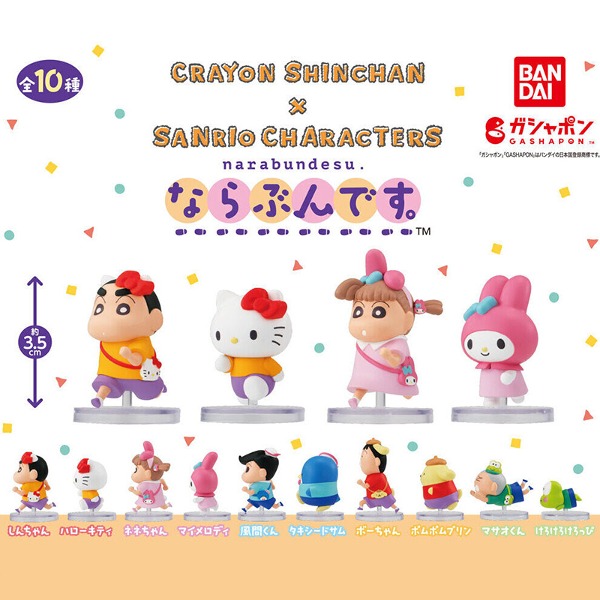 全10種
CRAYON SHINCHAN
×
SANRIO CHARACTERS
narabundesu.
ならぶんです。™
BAN
DAI
ガシャポン
GASHAPON™
「ガシャポン」「GASHAPON」はバンダイの日本国登録商標です。
約
3.5
cm
しんちゃん
ハローキティ
ネネちゃん
マイメロディ
風間くん
タキシードサム
ボーちゃん
ポムポムプリン
マサオくん
けろけろけろっぴ